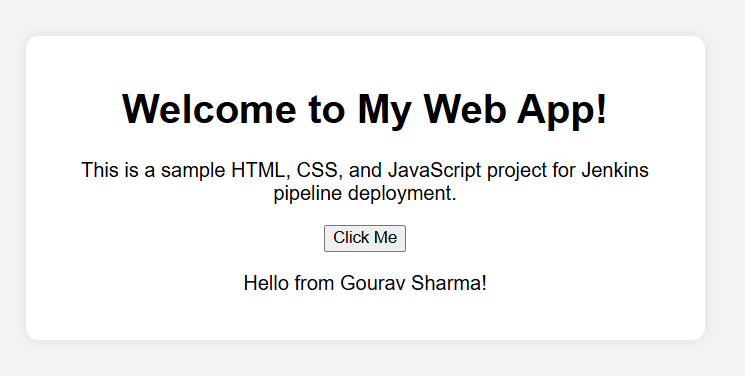 Welcome to My Web App!
This is a sample HTML, CSS, and JavaScript project for Jenkins
pipeline deployment.
Click Me
Hello from Gourav Sharma!